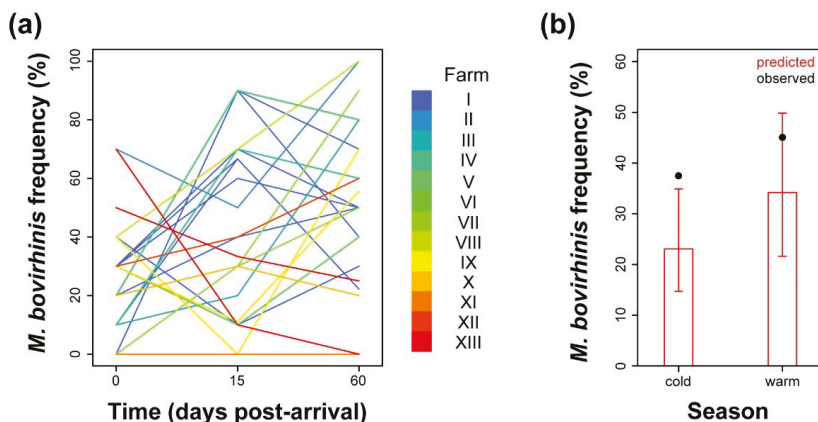 (a)
M. bovirhinis frequency (%)
100
80
60
40
20
0
0 15 60
Time (days post-arrival)
Farm
I
II
III
IV
V
VI
VII
VIII
IX
X
XI
XII
XIII
(b)
M. bovirhinis frequency (%)
60
50
40
30
20
10
0
predicted
observed
cold warm
Season